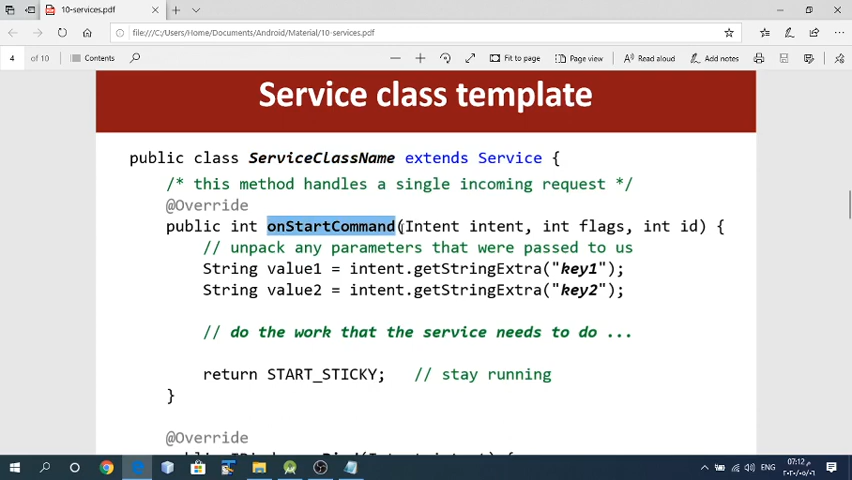 10-services.pdf
file:///C:/Users/Home/Documents/Android/Material/10-services.pdf
4 of 10
Contents
Fit to page
Page view
Read aloud
Add notes
Service class template
public class ServiceClassName extends Service {
/* this method handles a single incoming request */
@Override
public int onStartCommand(Intent intent, int flags, int id) {
// unpack any parameters that were passed to us
String value1 = intent.getStringExtra("key1");
String value2 = intent.getStringExtra("key2");
// do the work that the service needs to do ...
return START_STICKY; // stay running
}
@Override
ENG
م 07:12